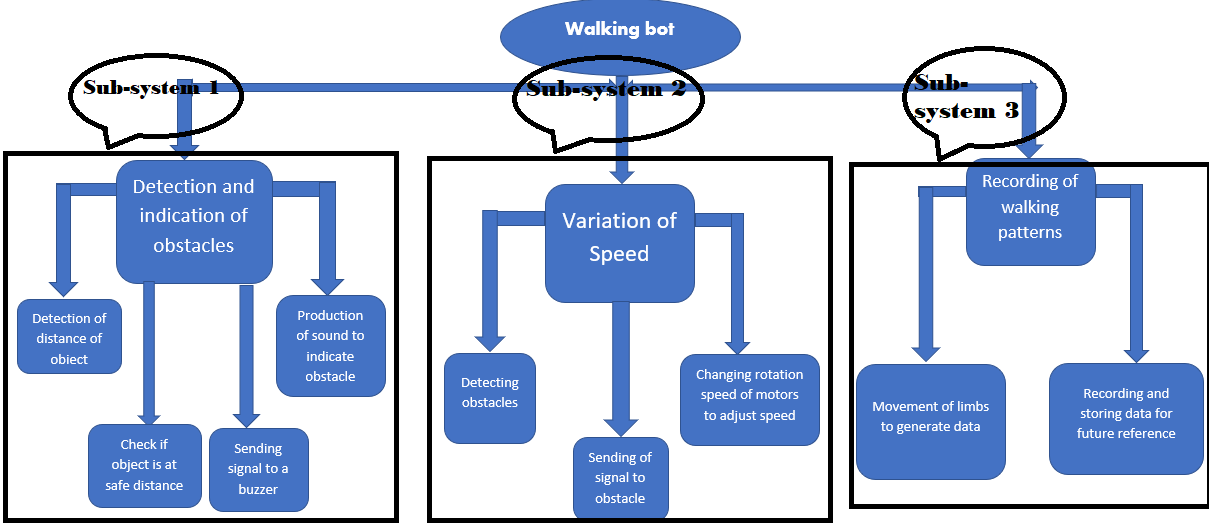 Walking bot
Sub-system 1
Sub-system 2
Sub-
system 3
Detection and
indication of
obstacles
Detection of
distance of
obiect
Check if
object is at
safe distance
Sending
signal to a
buzzer
Production
of sound to
indicate
obstacle
Variation of
Speed
Detecting
obstacles
Sending of
signal to
obstacle
Changing rotation
speed of motors
to adjust speed
Recording of
walking
patterns
Movement of limbs
to generate data
Recording and
storing data for
future reference